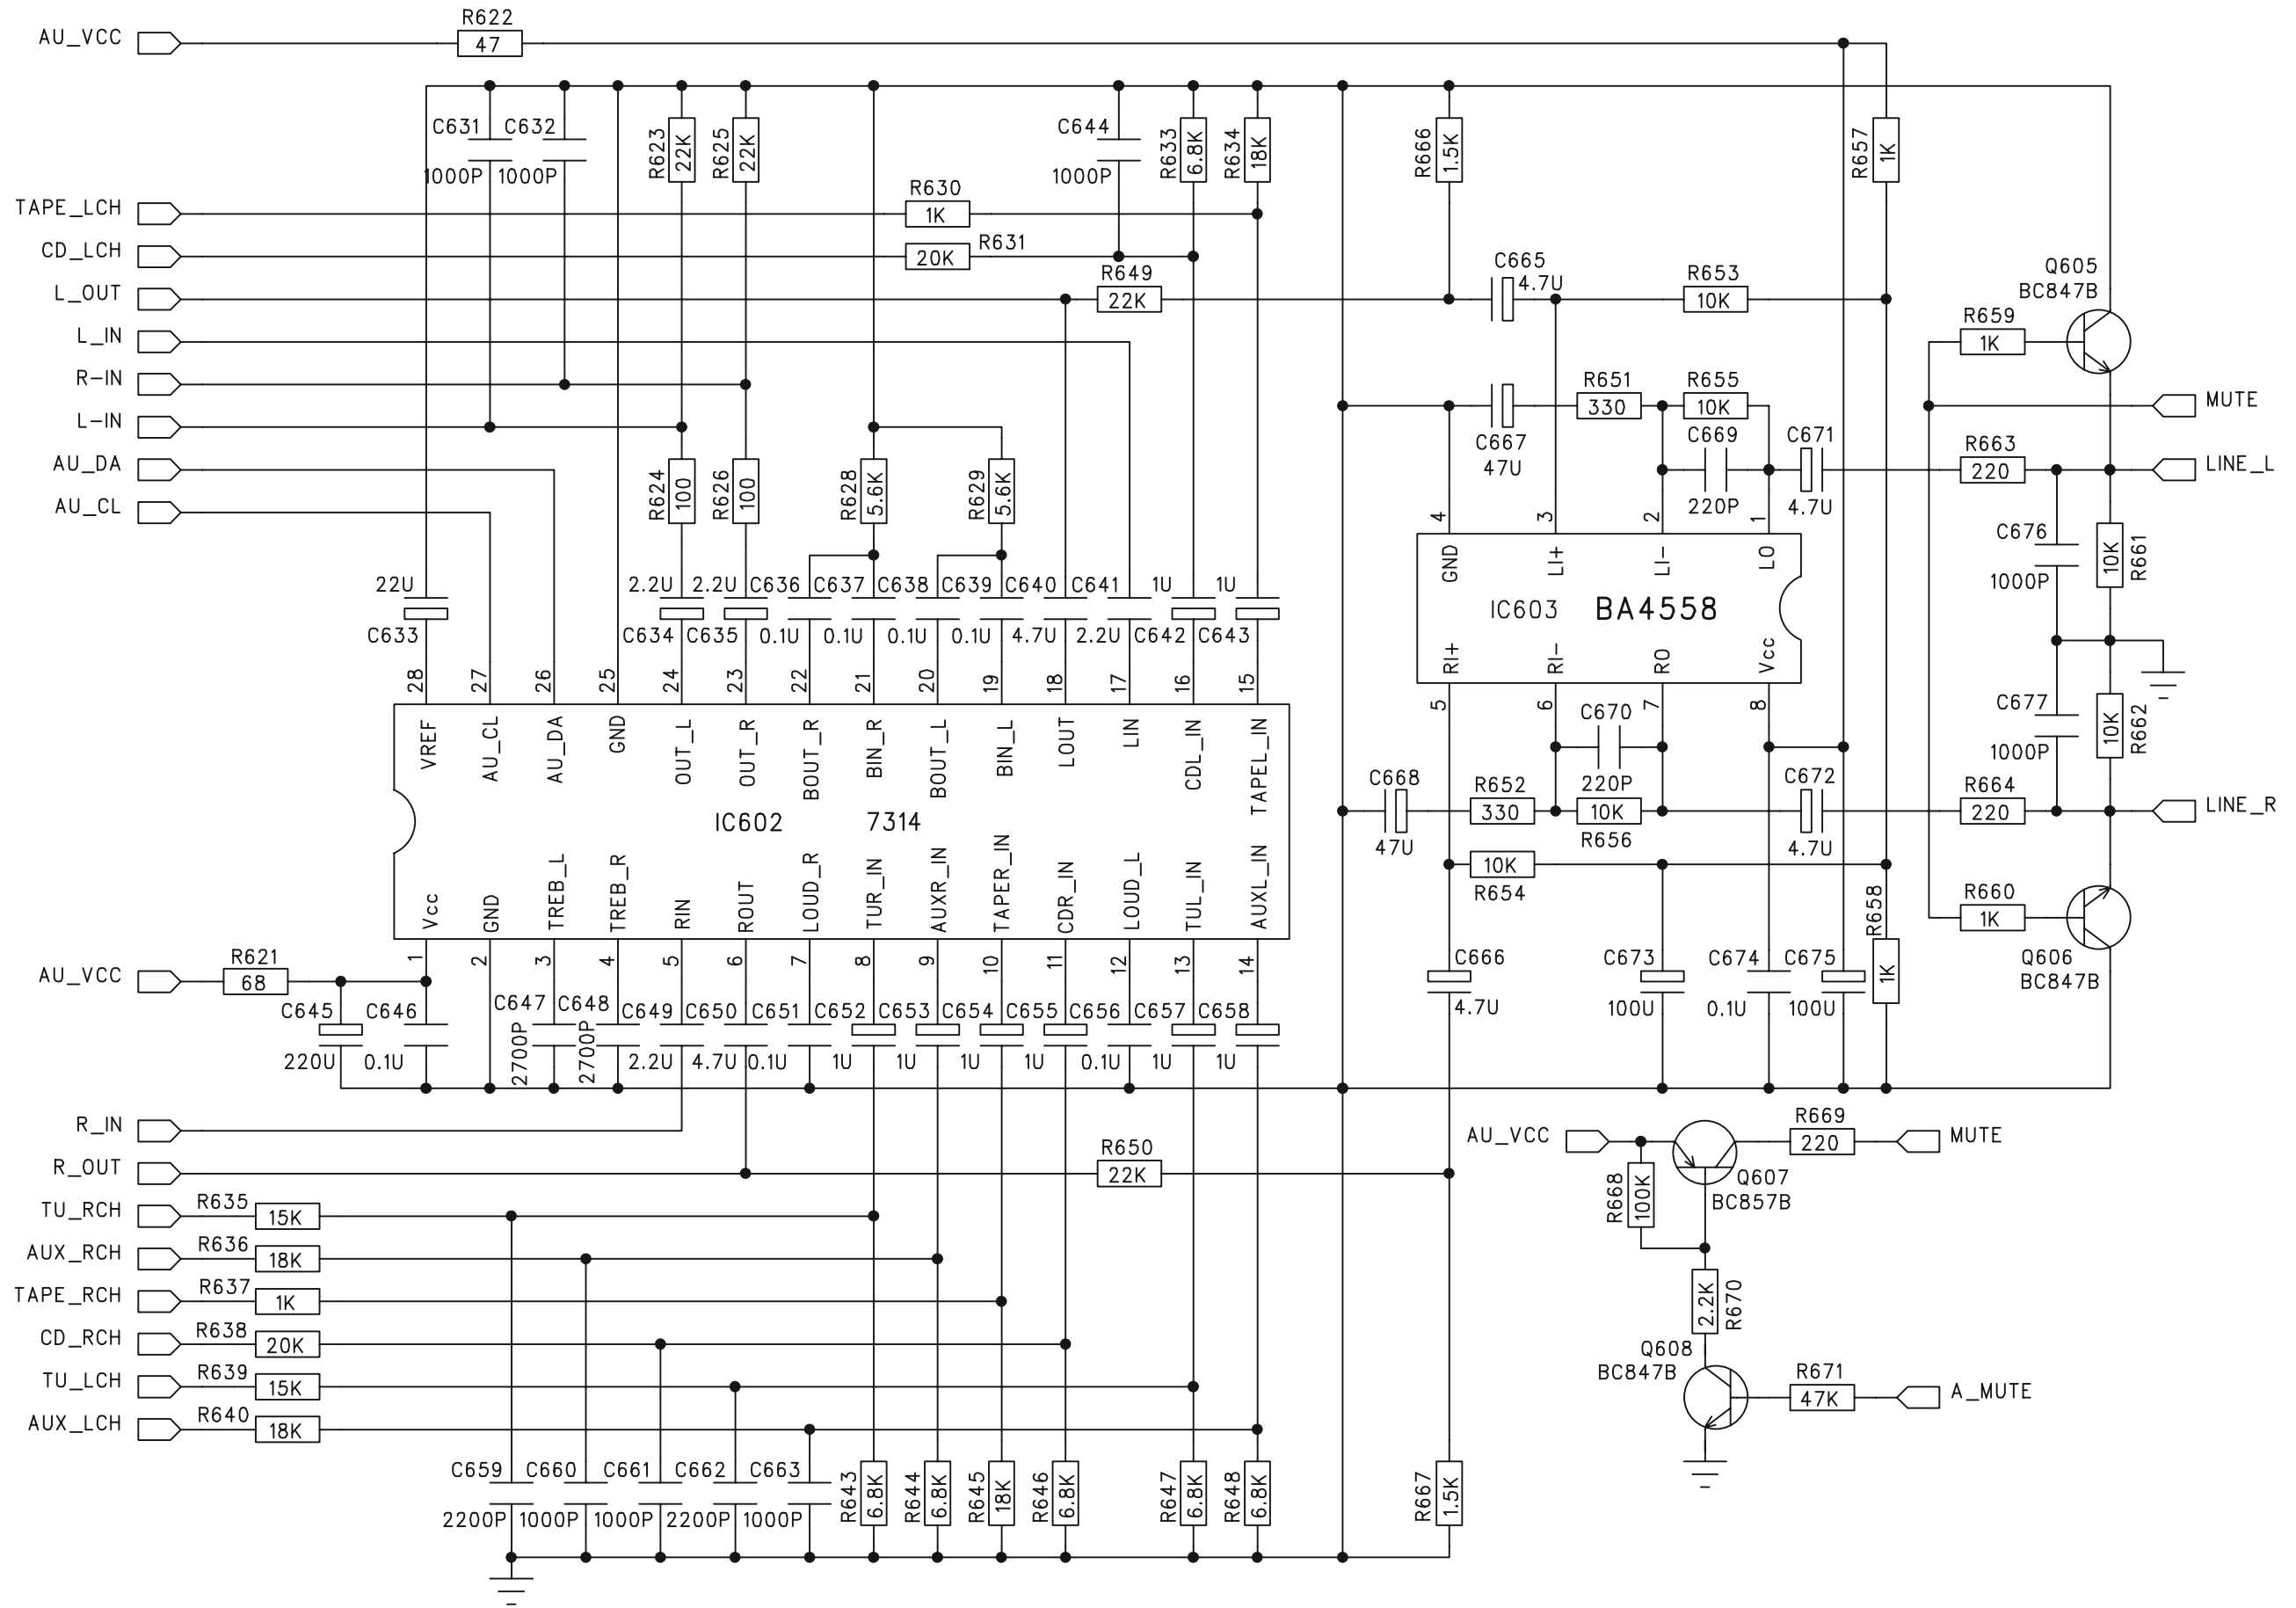 R622
AU_VCC
47
C631
C632
R623
22K
R625
22K
C644
R633
6.8K
R634
18K
R666
1.5K
R657
1K
1000P
1000P
1000P
R630
TAPE_LCH
1K
CD_LCH
20K
R631
R649
L_OUT
22K
C665
4.7U
R653
10K
Q605
BC847B
R659
1K
L_IN
R-IN
L-IN
AU_DA
AU_CL
R651
330
R655
10K
MUTE
C667
47U
C669
220P
C671
4.7U
R663
220
LINE_L
R624
100
R626
100
R628
5.6K
R629
5.6K
C676
1000P
10K
R661
22U
C633
2.2U
C634
2.2U
C635
C636
0.1U
C637
0.1U
C638
0.1U
C639
0.1U
C640
4.7U
C641
2.2U
1U
C642
1U
C643
4
3
2
1
GND
LI+
LI-
LO
IC603
BA4558
RI+
RI-
RO
Vcc
5
6
7
8
28
27
26
25
24
23
22
21
20
19
18
17
16
15
VREF
AU_CL
AU_DA
GND
OUT_L
OUT_R
BOUT_R
BIN_R
BOUT_L
BIN_L
LOUT
LIN
CDL_IN
TAPEL_IN
IC602
7314
Vcc
GND
TREB_L
TREB_R
RIN
ROUT
LOUD_R
TUR_IN
AUXR_IN
TAPER_IN
CDR_IN
LOUD_L
TUL_IN
AUXL_IN
1
2
3
4
5
6
7
8
9
10
11
12
13
14
C670
220P
C677
1000P
10K
R662
C668
47U
R652
330
10K
R656
C672
4.7U
R664
220
LINE_R
10K
R654
R658
1K
R660
1K
Q606
BC847B
C666
4.7U
C673
100U
C674
0.1U
C675
100U
AU_VCC
R621
68
C645
220U
C646
0.1U
C647
2700P
C648
2700P
C649
2.2U
C650
4.7U
C651
0.1U
C652
1U
C653
1U
C654
1U
C655
1U
C656
0.1U
C657
1U
C658
1U
R_IN
R_OUT
R650
22K
AU_VCC
R669
220
MUTE
R668
100K
Q607
BC857B
2.2K
R670
Q608
BC847B
R671
47K
A_MUTE
TU_RCH
R635
15K
AUX_RCH
R636
18K
TAPE_RCH
R637
1K
CD_RCH
R638
20K
TU_LCH
R639
15K
AUX_LCH
R640
18K
C659
2200P
C660
1000P
C661
1000P
C662
2200P
C663
1000P
R643
6.8K
R644
6.8K
R645
18K
R646
6.8K
R647
6.8K
R648
6.8K
R667
1.5K